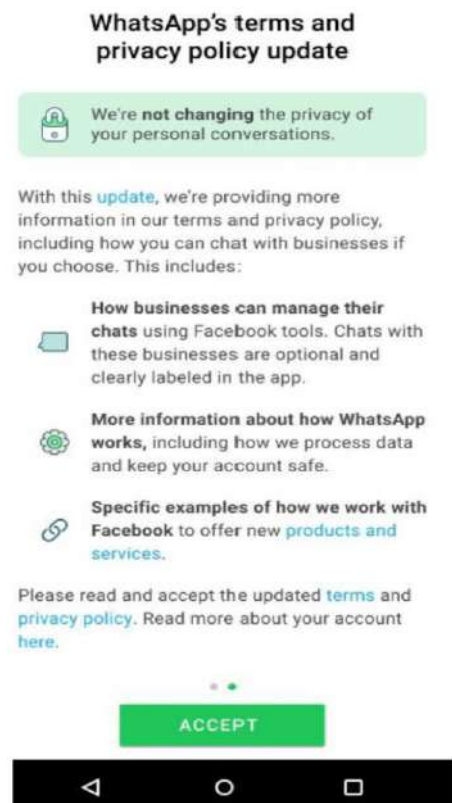 WhatsApp's terms and
privacy policy update
We're not changing the privacy of
your personal conversations.
With this update, we're providing more
information in our terms and privacy policy,
including how you can chat with businesses if
you choose. This includes:
How businesses can manage their
chats using Facebook tools. Chats with
these businesses are optional and
clearly labeled in the app.
More information about how WhatsApp
works, including how we process data
and keep your account safe.
Specific examples of how we work with
Facebook to offer new products and
services.
Please read and accept the updated terms and
privacy policy. Read more about your account
here.
ACCEPT